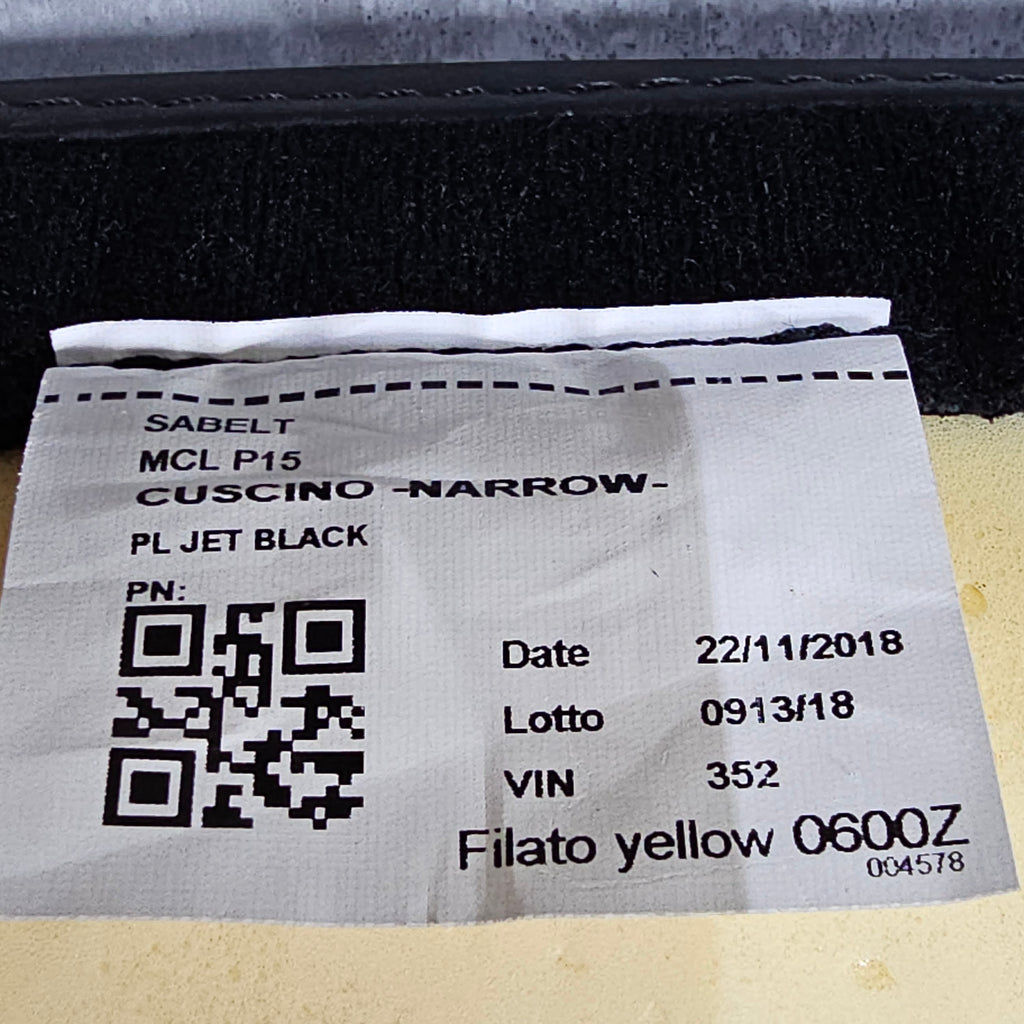 SABELT
MCL P15
CUSCINO -NARROW-
PL JET BLACK
PN:
Date 22/11/2018
Lotto 0913/18
VIN 352
Filato yellow 0600Z
004578